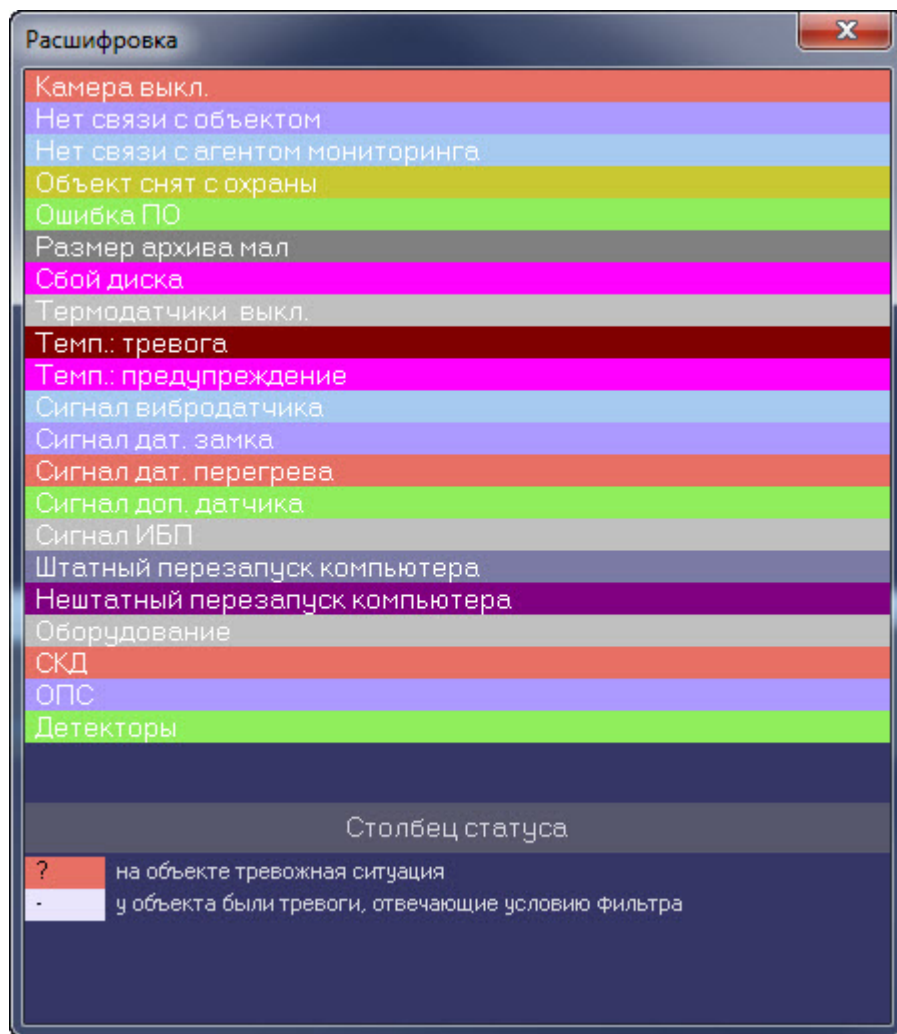 Расшифровка
Камера выкл.
Нет связи с объектом
Нет связи с агентом мониторинга
Объект снят с охраны
Ошибка ПО
Размер архива мал
Сбой диска
Термодатчики выкл.
Темп.: тревога
Темп.: предупреждение
Сигнал вибродатчика
Сигнал дат. замка
Сигнал дат. перегрева
Сигнал доп. датчика
Сигнал ИБП
Штатный перезапуск компьютера
Нештатный перезапуск компьютера
Оборудование
СКД
ОПС
Детекторы
Столбец статуса
? на объекте тревожная ситуация
- у объекта были тревоги, отвечающие условию фильтра